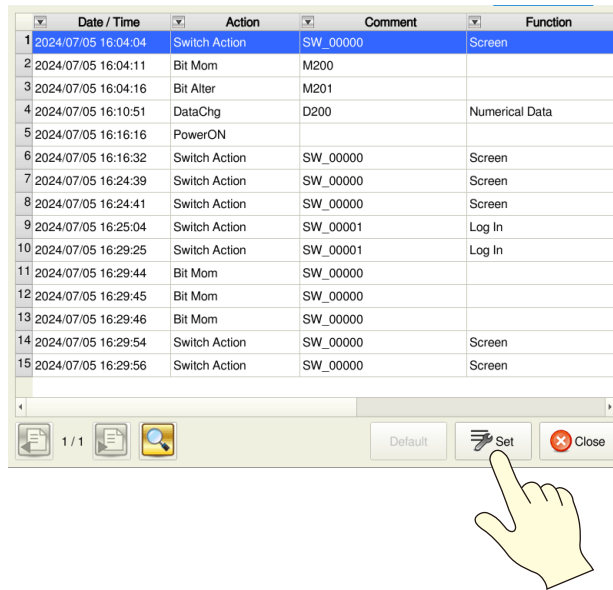 Date / Time Action Comment Function
1 2024/07/05 16:04:04 Switch Action SW_00000 Screen
2 2024/07/05 16:04:11 Bit Mom M200
3 2024/07/05 16:04:16 Bit Alter M201
4 2024/07/05 16:10:51 DataChg D200 Numerical Data
5 2024/07/05 16:16:16 PowerON
6 2024/07/05 16:16:32 Switch Action SW_00000 Screen
7 2024/07/05 16:24:39 Switch Action SW_00000 Screen
8 2024/07/05 16:24:41 Switch Action SW_00000 Screen
9 2024/07/05 16:25:04 Switch Action SW_00001 Log In
10 2024/07/05 16:29:25 Switch Action SW_00001 Log In
11 2024/07/05 16:29:44 Bit Mom SW_00000
12 2024/07/05 16:29:45 Bit Mom SW_00000
13 2024/07/05 16:29:46 Bit Mom SW_00000
14 2024/07/05 16:29:54 Switch Action SW_00000 Screen
15 2024/07/05 16:29:56 Switch Action SW_00000 Screen
1 / 1 Default Set Close